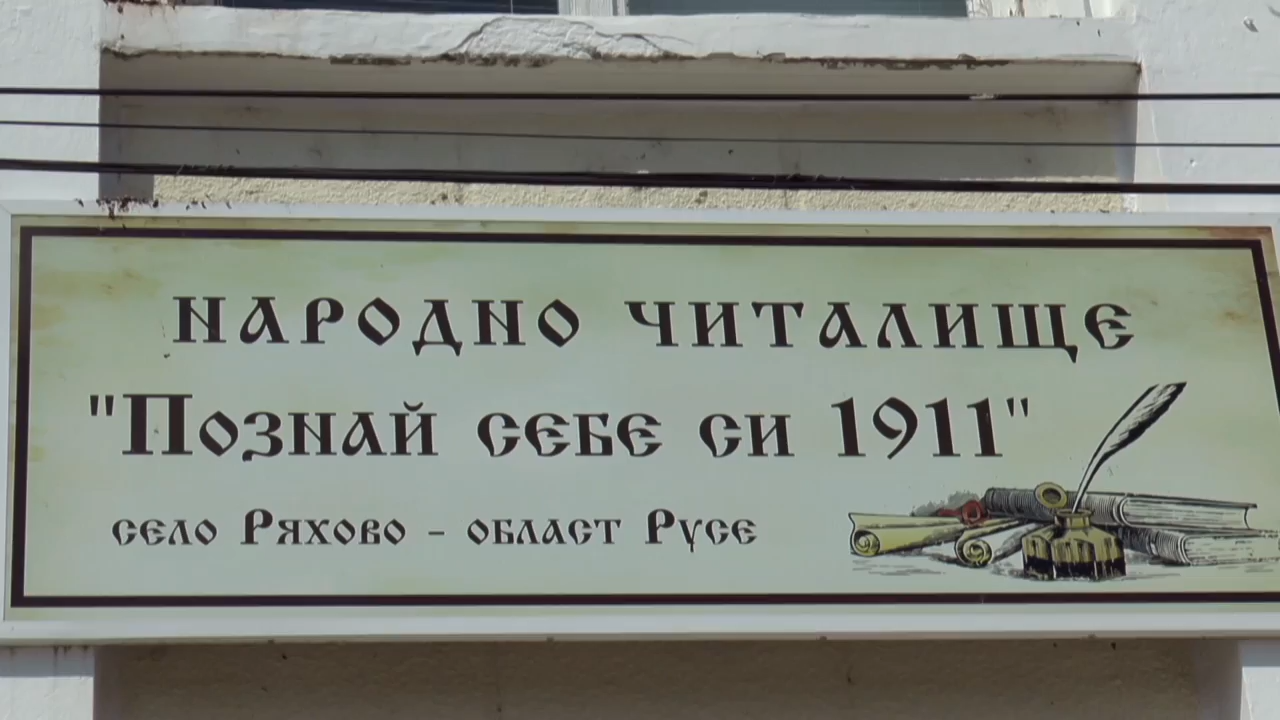 НАРОДНО ЧИТАЛИЩЕ
"Познай себе си 1911"
село Ряхово - област Русе